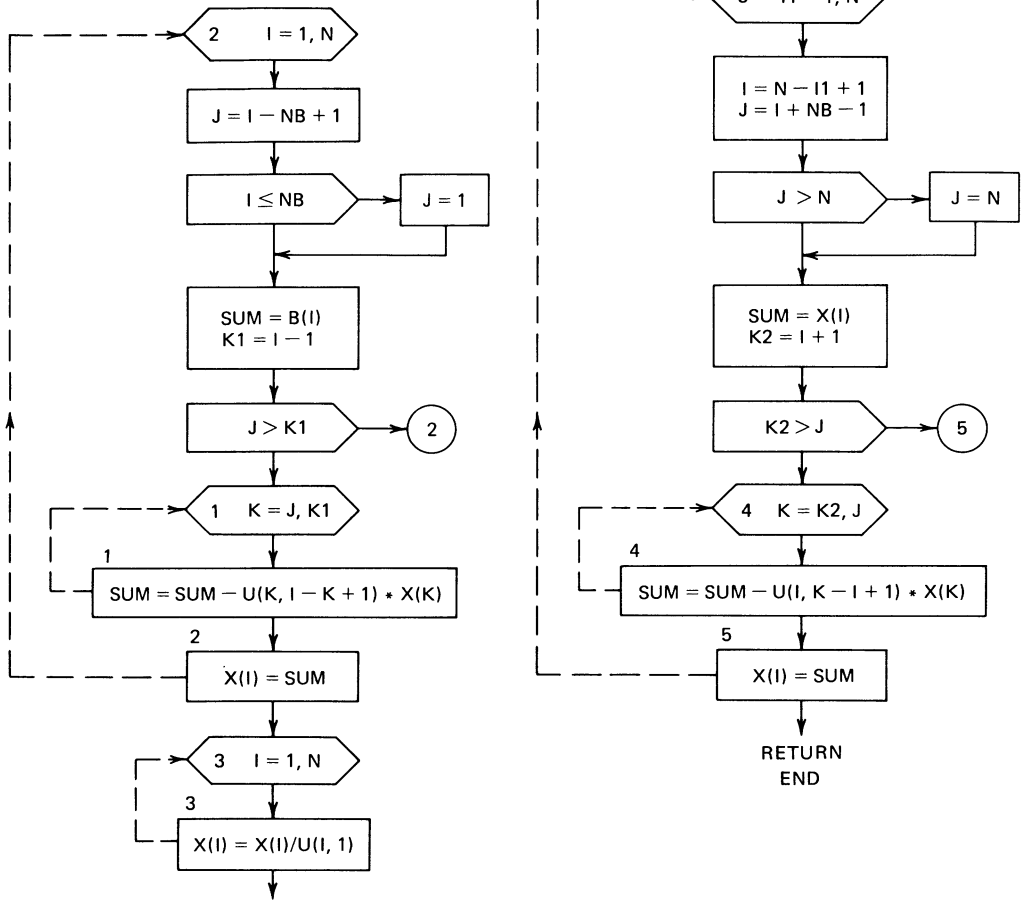 2 I = 1, N
J = I − NB + 1
I ≤ NB
J = 1
SUM = B(I)
K1 = I − 1
J > K1
2
1 K = J, K1
1
SUM = SUM − U(K, I − K + 1) * X(K)
2
X(I) = SUM
3 I = 1, N
3
X(I) = X(I)/U(I, 1)
I = N − I1 + 1
J = I + NB − 1
J > N
J = N
SUM = X(I)
K2 = I + 1
K2 > J
5
4 K = K2, J
4
SUM = SUM − U(I, K − I + 1) * X(K)
5
X(I) = SUM
RETURN
END